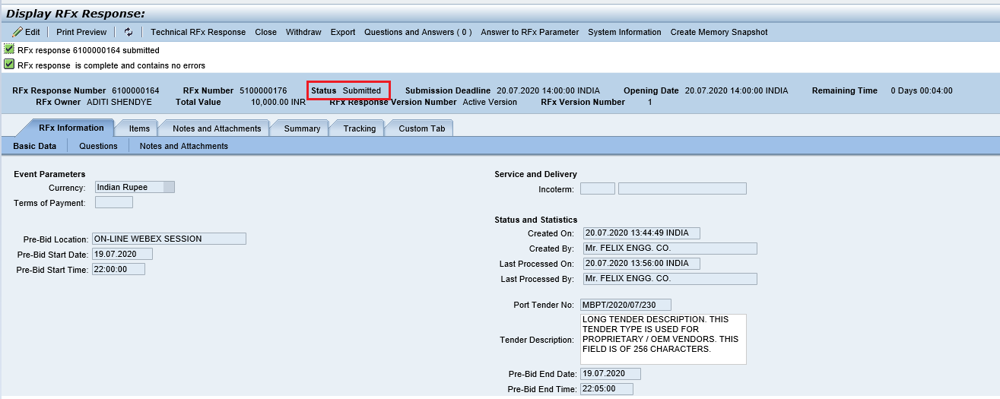 Display RFx Response:
Edit Print Preview Technical RFx Response Close Withdraw Export Questions and Answers ( 0 ) Answer to RFx Parameter System Information Create Memory Snapshot
RFx response 6100000164 submitted
RFx response  is complete and contains no errors
RFx Response Number 6100000164 RFx Number 5100000176 Status Submitted Submission Deadline 20.07.2020 14:00:00 INDIA Opening Date 20.07.2020 14:00:00 INDIA Remaining Time 0 Days 00:04:00
RFx Owner ADITI SHENDYE Total Value 10,000.00 INR RFx Response Version Number Active Version RFx Version Number 1
RFx Information Items Notes and Attachments Summary Tracking Custom Tab
Basic Data Questions Notes and Attachments
Event Parameters
Currency: Indian Rupee
Terms of Payment:
Pre-Bid Location: ON-LINE WEBEX SESSION
Pre-Bid Start Date: 19.07.2020
Pre-Bid Start Time: 22:00:00
Service and Delivery
Incoterm:
Status and Statistics
Created On: 20.07.2020 13:44:49 INDIA
Created By: Mr. FELIX ENGG. CO.
Last Processed On: 20.07.2020 13:56:00 INDIA
Last Processed By: Mr. FELIX ENGG. CO.
Port Tender No: MBPT/2020/07/230
Tender Description: LONG TENDER DESCRIPTION. THIS
TENDER TYPE IS USED FOR
PROPRIETARY / OEM VENDORS. THIS
FIELD IS OF 256 CHARACTERS.
Pre-Bid End Date: 19.07.2020
Pre-Bid End Time: 22:05:00